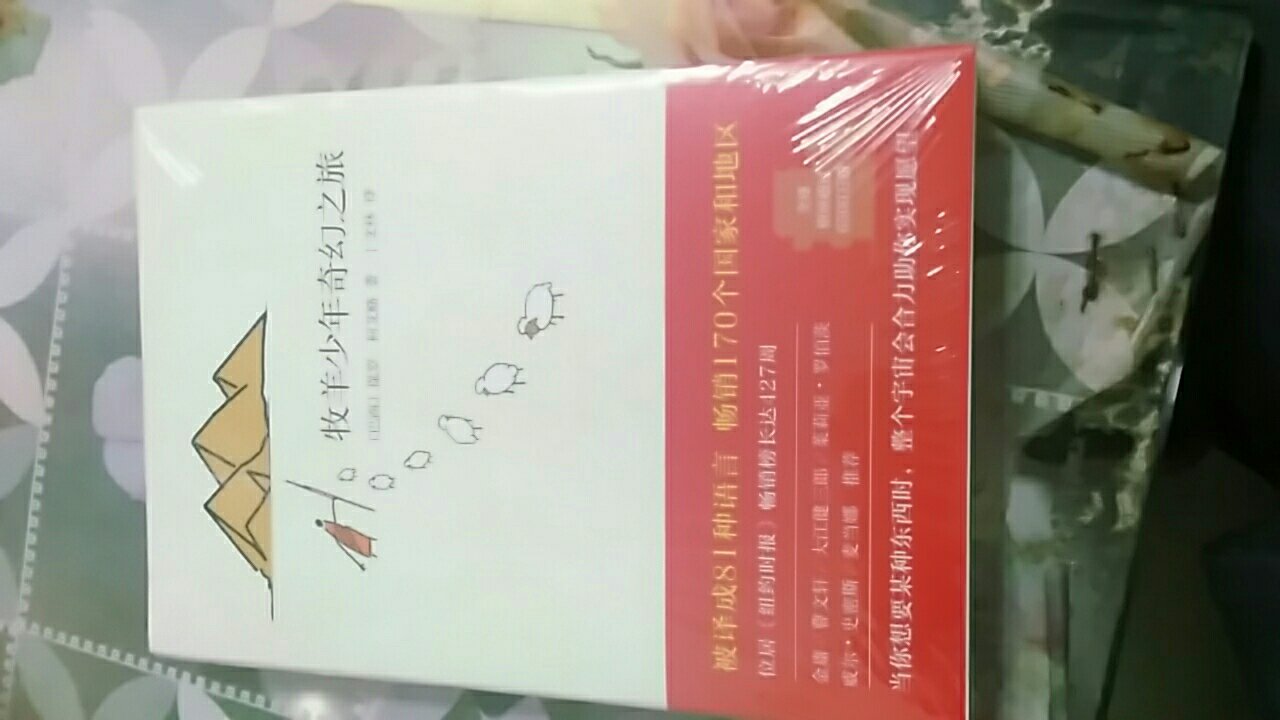 牧羊少年奇幻之旅
[巴西] 保罗·柯艾略 著 丁文林 译
被译成81种语言 畅销170个国家和地区
位居《纽约时报》畅销榜长达427周
金庸 曹文轩 大江健三郎 茱莉亚·罗伯茨
威尔·史密斯 麦当娜 推荐
当你想要某种东西时，整个宇宙会合力助你实现愿望